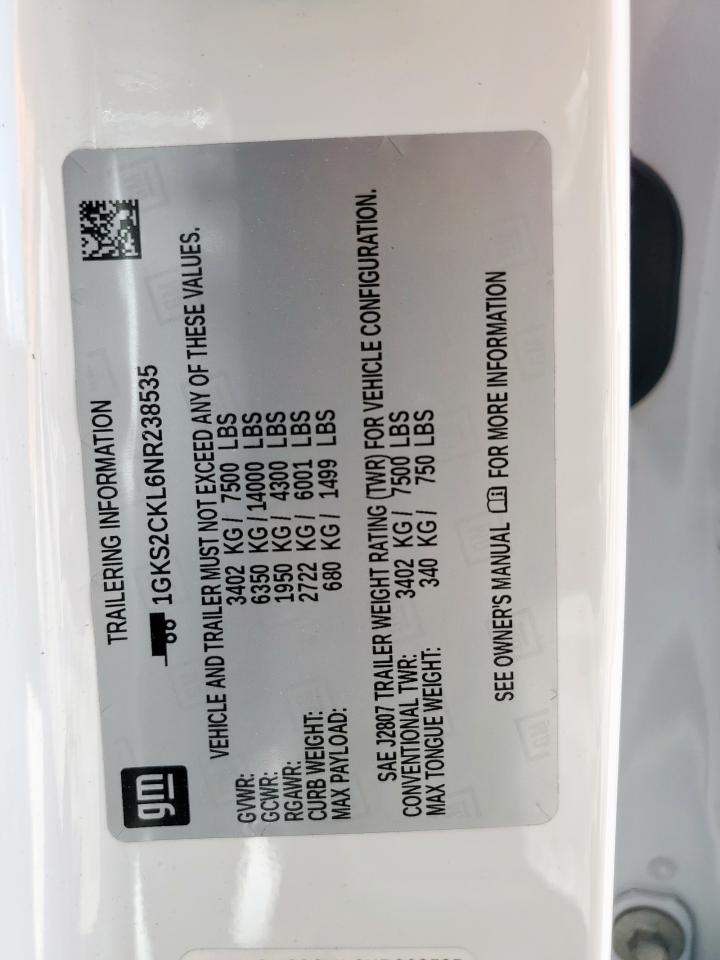 gm
TRAILERING INFORMATION
1GKS2CKL6NR238535
VEHICLE AND TRAILER MUST NOT EXCEED ANY OF THESE VALUES.
GVWR: 3402 KG / 7500 LBS
GCWR: 6350 KG / 14000 LBS
RGAWR: 1950 KG / 4300 LBS
CURB WEIGHT: 2722 KG / 6001 LBS
MAX PAYLOAD: 680 KG / 1499 LBS
SAE J2807 TRAILER WEIGHT RATING (TWR) FOR VEHICLE CONFIGURATION.
CONVENTIONAL TWR: 3402 KG / 7500 LBS
MAX TONGUE WEIGHT: 340 KG / 750 LBS
SEE OWNER'S MANUAL FOR MORE INFORMATION